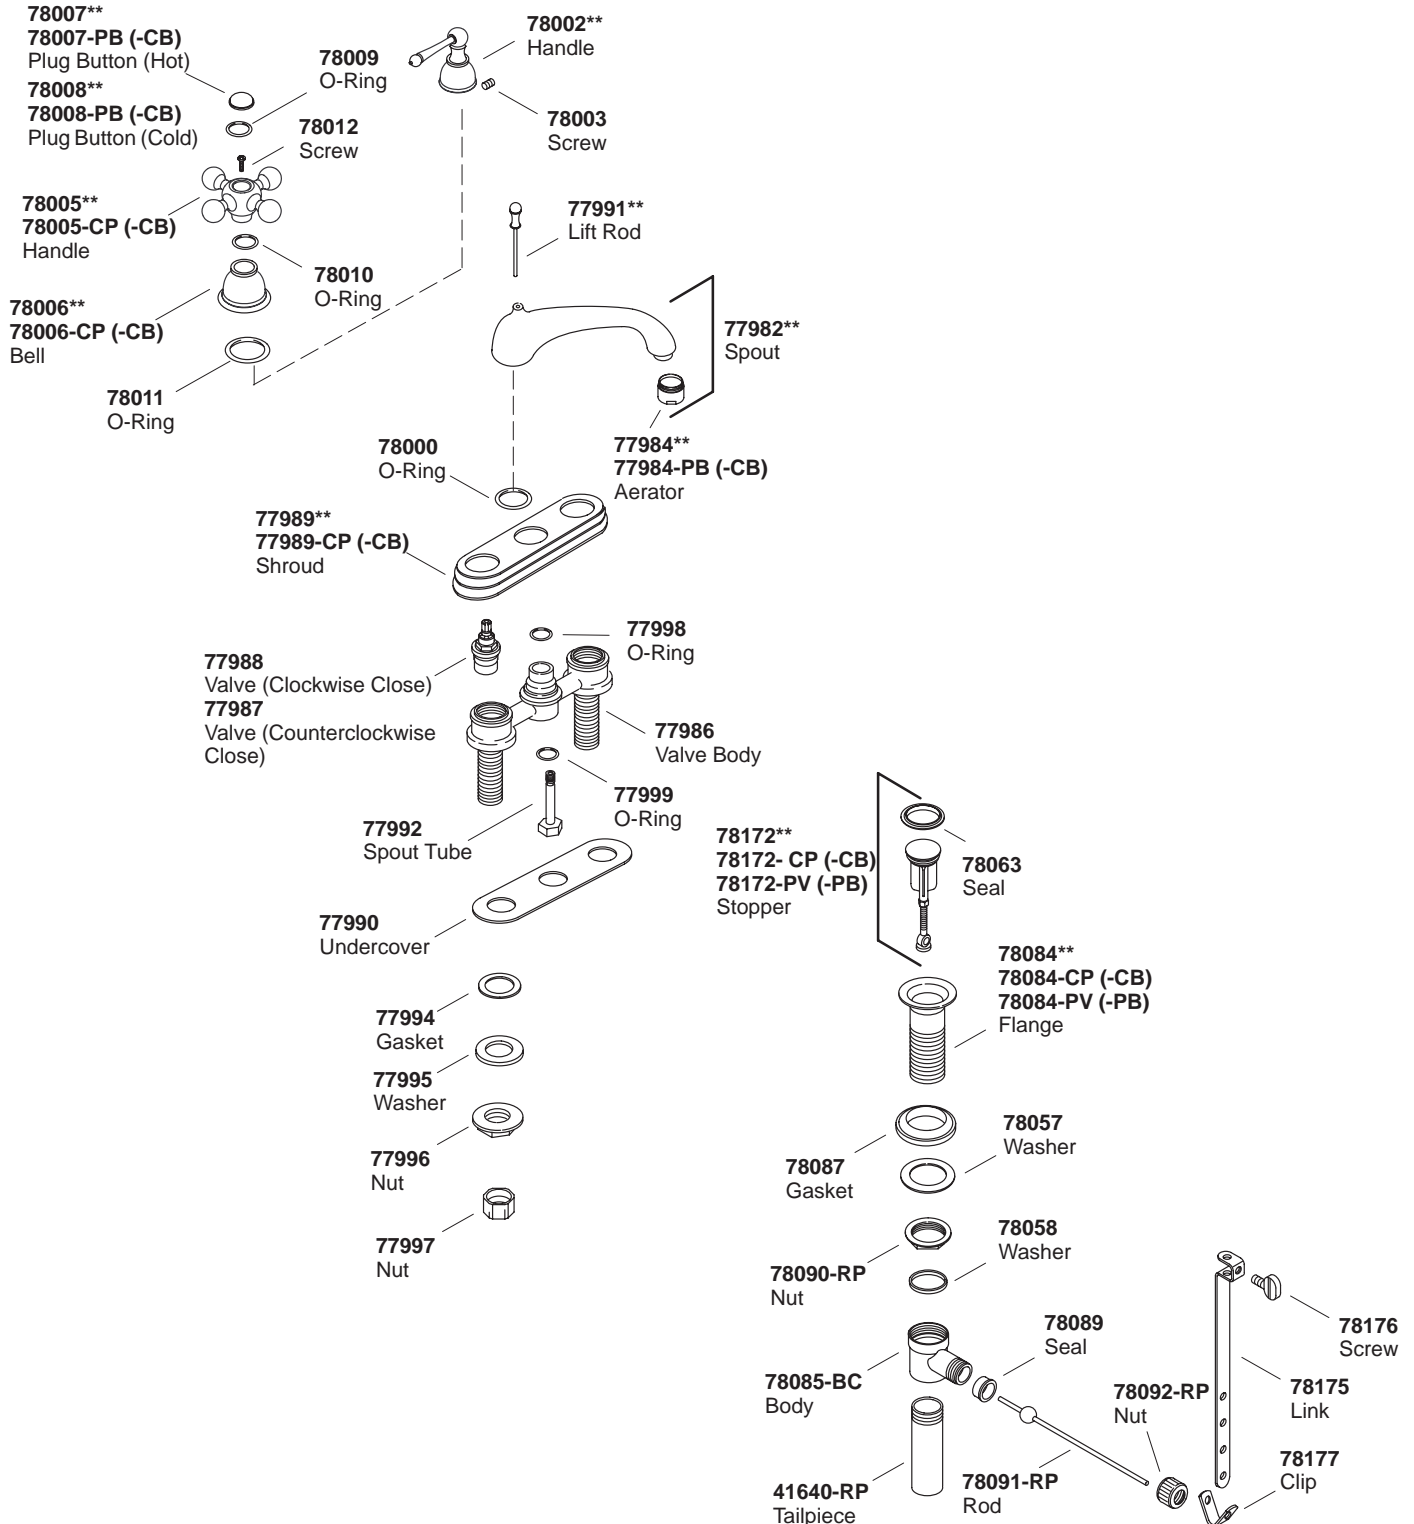 78007**
78007-PB (-CB)
Plug Button (Hot)
78008**
78008-PB (-CB)
Plug Button (Cold)
78009
O-Ring
78002**
Handle
78003
Screw
78012
Screw
78005**
78005-CP (-CB)
Handle
78010
O-Ring
77991**
Lift Rod
78006**
78006-CP (-CB)
Bell
78011
O-Ring
77982**
Spout
77984**
77984-PB (-CB)
Aerator
78000
O-Ring
77989**
77989-CP (-CB)
Shroud
77998
O-Ring
77988
Valve (Clockwise Close)
77987
Valve (Counterclockwise
Close)
77986
Valve Body
77999
O-Ring
77992
Spout Tube
77990
Undercover
77994
Gasket
77995
Washer
77996
Nut
77997
Nut
78172**
78172- CP (-CB)
78172-PV (-PB)
Stopper
78063
Seal
78084**
78084-CP (-CB)
78084-PV (-PB)
Flange
78057
Washer
78087
Gasket
78058
Washer
78090-RP
Nut
78089
Seal
78085-BC
Body
78176
Screw
78175
Link
78092-RP
Nut
78177
Clip
41640-RP
Tailpiece
78091-RP
Rod